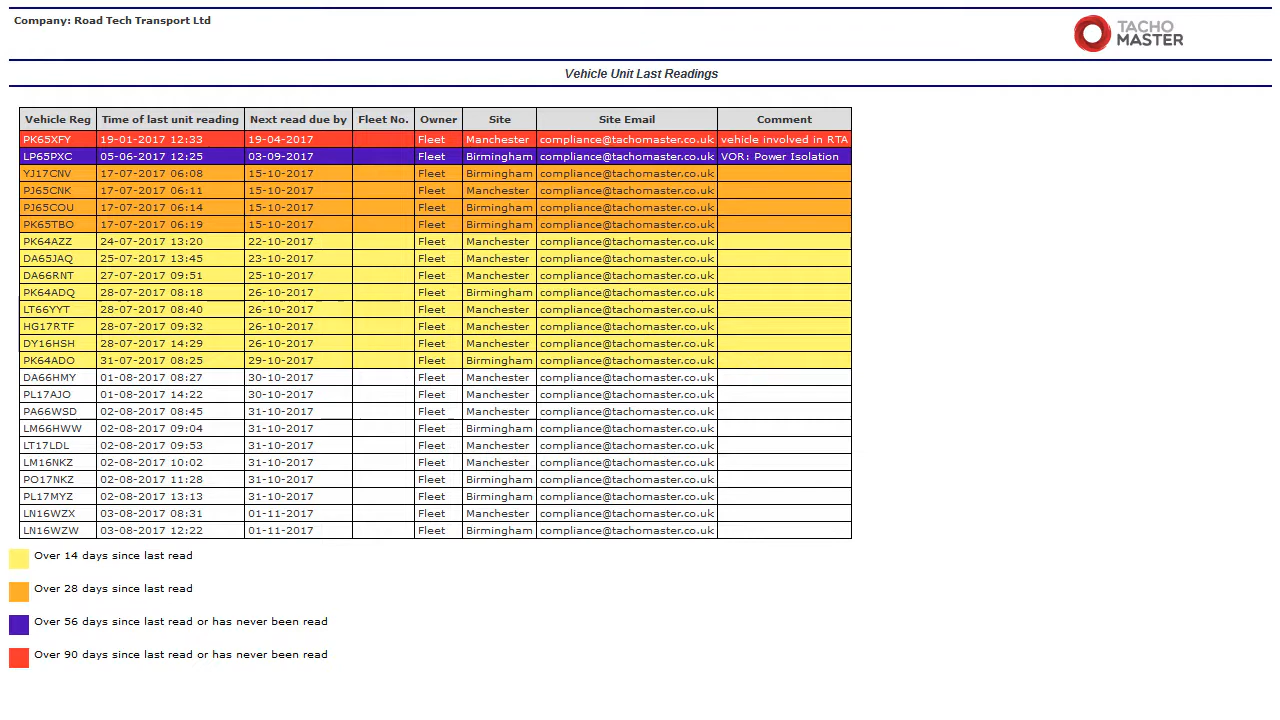 Company: Road Tech Transport Ltd
TACHO
MASTER
Vehicle Unit Last Readings
Vehicle Reg Time of last unit reading Next read due by Fleet No. Owner Site Site Email Comment
PK65XFY 19-01-2017 12:33 19-04-2017 Fleet Manchester compliance@tachomaster.co.uk vehicle involved in RTA
LP65PXC 05-06-2017 12:25 03-09-2017 Fleet Birmingham compliance@tachomaster.co.uk VOR: Power Isolation
YJ17CNV 17-07-2017 06:08 15-10-2017 Fleet Birmingham compliance@tachomaster.co.uk
PJ65CNK 17-07-2017 06:11 15-10-2017 Fleet Manchester compliance@tachomaster.co.uk
PJ65COU 17-07-2017 06:14 15-10-2017 Fleet Birmingham compliance@tachomaster.co.uk
PK65TBO 17-07-2017 06:19 15-10-2017 Fleet Birmingham compliance@tachomaster.co.uk
PK64AZZ 24-07-2017 13:20 22-10-2017 Fleet Manchester compliance@tachomaster.co.uk
DA65JAQ 25-07-2017 13:45 23-10-2017 Fleet Manchester compliance@tachomaster.co.uk
DA66RNT 27-07-2017 09:51 25-10-2017 Fleet Manchester compliance@tachomaster.co.uk
PK64ADQ 28-07-2017 08:18 26-10-2017 Fleet Birmingham compliance@tachomaster.co.uk
LT66YYT 28-07-2017 08:40 26-10-2017 Fleet Manchester compliance@tachomaster.co.uk
HG17RTF 28-07-2017 09:32 26-10-2017 Fleet Manchester compliance@tachomaster.co.uk
DY16HSH 28-07-2017 14:29 26-10-2017 Fleet Manchester compliance@tachomaster.co.uk
PK64ADO 31-07-2017 08:25 29-10-2017 Fleet Birmingham compliance@tachomaster.co.uk
DA66HMY 01-08-2017 08:27 30-10-2017 Fleet Manchester compliance@tachomaster.co.uk
PL17AJO 01-08-2017 14:22 30-10-2017 Fleet Manchester compliance@tachomaster.co.uk
PA66WSD 02-08-2017 08:45 31-10-2017 Fleet Manchester compliance@tachomaster.co.uk
LM66HWW 02-08-2017 09:04 31-10-2017 Fleet Birmingham compliance@tachomaster.co.uk
LT17LDL 02-08-2017 09:53 31-10-2017 Fleet Manchester compliance@tachomaster.co.uk
LM16NKZ 02-08-2017 10:02 31-10-2017 Fleet Manchester compliance@tachomaster.co.uk
PO17NKZ 02-08-2017 11:28 31-10-2017 Fleet Birmingham compliance@tachomaster.co.uk
PL17MYZ 02-08-2017 13:13 31-10-2017 Fleet Birmingham compliance@tachomaster.co.uk
LN16WZX 03-08-2017 08:31 01-11-2017 Fleet Manchester compliance@tachomaster.co.uk
LN16WZW 03-08-2017 12:22 01-11-2017 Fleet Birmingham compliance@tachomaster.co.uk
Over 14 days since last read
Over 28 days since last read
Over 56 days since last read or has never been read
Over 90 days since last read or has never been read